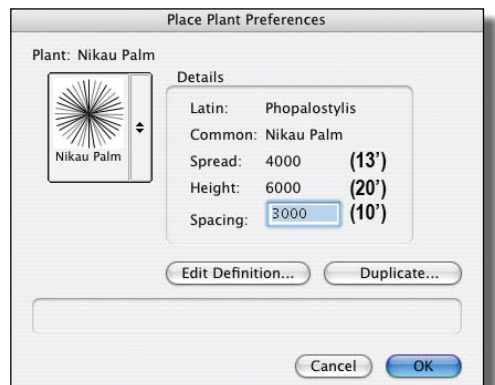 Place Plant Preferences
Plant: Nikau Palm
Nikau Palm
Details
Latin: Phopalostylis
Common: Nikau Palm
Spread: 4000 (13')
Height: 6000 (20')
Spacing: 3000 (10')
Edit Definition... Duplicate...
Cancel OK